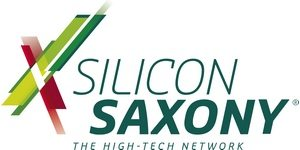 SILICON
SAXONY®
THE HIGH-TECH NETWORK